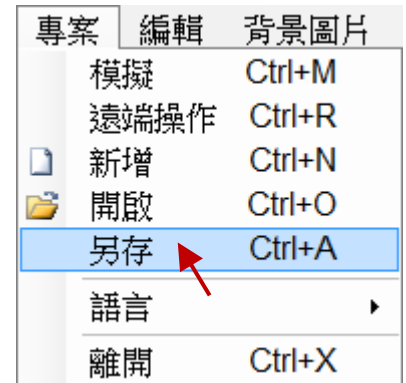 專案 編輯 背景圖片
模擬 Ctrl+M
遠端操作 Ctrl+R
新增 Ctrl+N
開啟 Ctrl+O
另存 Ctrl+A
語言
離開 Ctrl+X